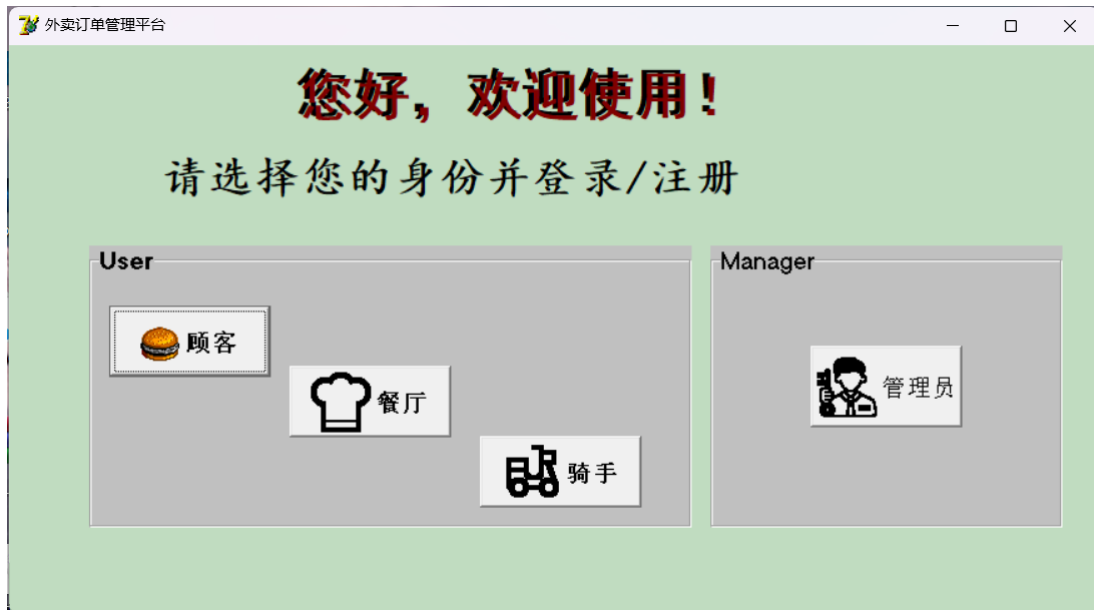 外卖订单管理平台
您好，欢迎使用！
请选择您的身份并登录/注册
User
Manager
顾客
餐厅
骑手
管理员